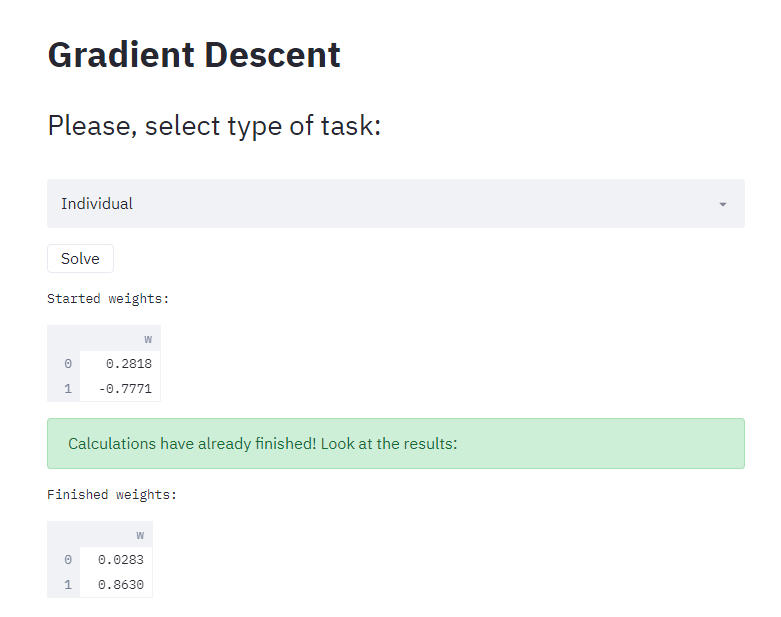 Gradient Descent
Please, select type of task:
Individual
Solve
Started weights:
w
0 0.2818
1 -0.7771
Calculations have already finished! Look at the results:
Finished weights:
w
0 0.0283
1 0.8630